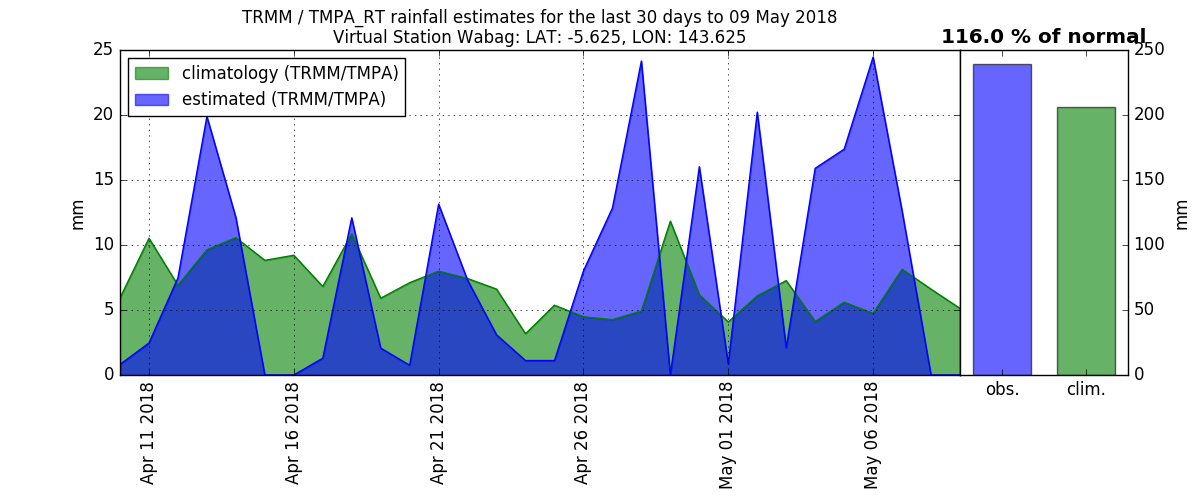 TRMM / TMPA_RT rainfall estimates for the last 30 days to 09 May 2018
Virtual Station Wabag: LAT: -5.625, LON: 143.625
116.0 % of normal
climatology (TRMM/TMPA)
estimated (TRMM/TMPA)
25
20
15
10
5
0
mm
250
200
150
100
50
0
mm
Apr 11 2018
Apr 16 2018
Apr 21 2018
Apr 26 2018
May 01 2018
May 06 2018
obs.
clim.